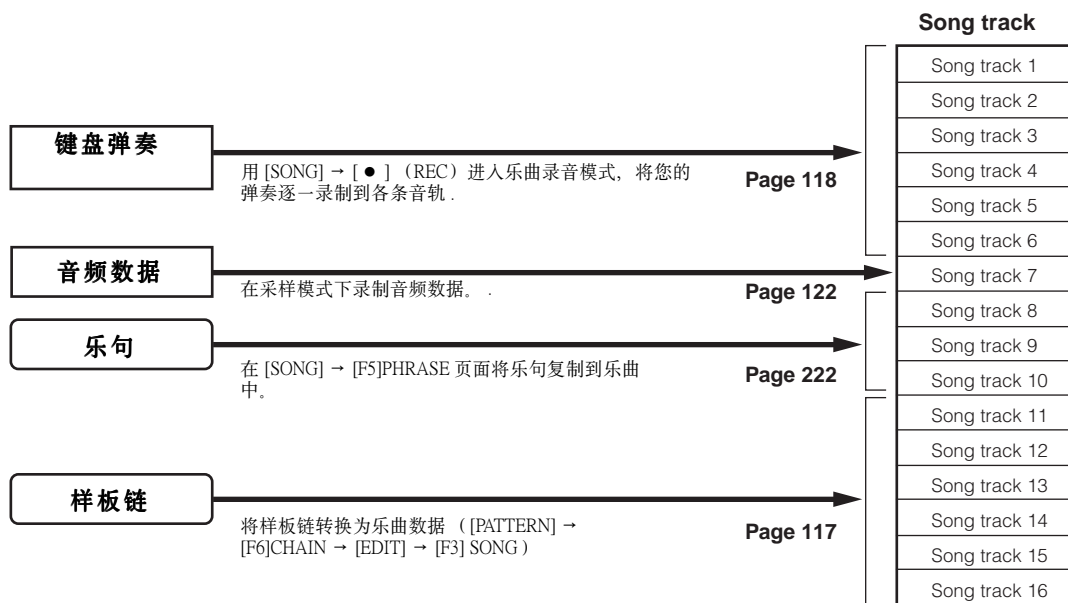 Song track
Song track 1
Song track 2
Song track 3
键盘弹奏
用 [SONG] → [ ● ] （REC）进入乐曲录音模式，将您的
弹奏逐一录制到各条音轨 .
Page 118
Song track 4
Song track 5
Song track 6
音频数据
在采样模式下录制音频数据。 .
Page 122
Song track 7
Song track 8
乐句
在 [SONG] → [F5]PHRASE 页面将乐句复制到乐曲
中。
Page 222
Song track 9
Song track 10
Song track 11
Song track 12
Song track 13
样板链
将样板链转换为乐曲数据 （[PATTERN] →
[F6]CHAIN → [EDIT] → [F3] SONG）
Page 117
Song track 14
Song track 15
Song track 16